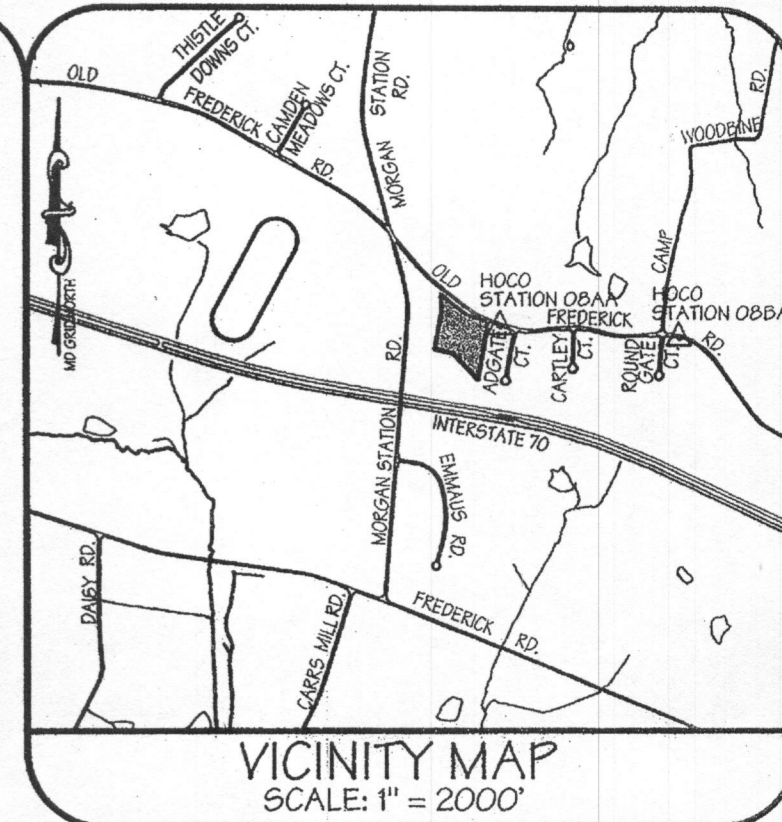 THISTLE
DOWNS CT.
OLD
FREDERICK
RD.
CAMDEN
MEADOWS CT.
MORGAN
STATION
RD.
WOODBINE
RD.
CAMP
MD GRID NORTH
OLD
HOCO
STATION 08AA
FREDERICK
HOCO
STATION 08BA
RD.
ADGATE
CT.
CARTLEY
CT.
ROUND
GATE
CT.
MORGAN STATION
RD.
INTERSTATE 70
EMMAUS RD.
DAISY RD.
CARRS MILL RD.
FREDERICK
RD.
VICINITY MAP
SCALE: 1" = 2000'